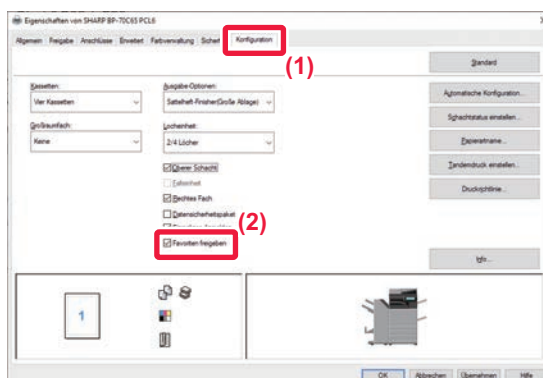 Eigenschaften von SHARP BP-70C65 PCL6
Allgemein Freigabe Anschlüsse Erweitert Farbverwaltung Sicherheit Konfiguration
(1)
Standard
Kassetten:
Ausgabe-Optionen:
Vier Kassetten
Sattelheft-Finisher(Große Ablage)
Automatische Konfiguration...
Schachtstatus einstellen...
Großraumfach:
Locheinheit:
Keine
2/4 Löcher
Papierartname...
Tandemdruck einstellen...
Oberer Schacht
Falteinheit
Druckrichtlinie...
Rechtes Fach
Datensicherheitspaket
(2)
Favoriten freigeben
Info...
1
OK
Abbrechen
Übernehmen
Hilfe